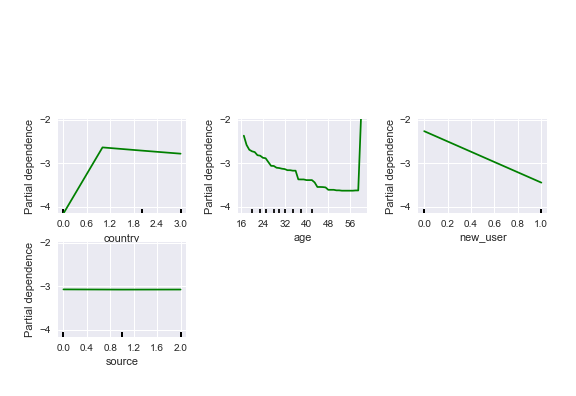 Partial dependence
−2
−3
−4
0.0 0.6 1.2 1.8 2.4 3.0
country
Partial dependence
−2
−3
−4
16 24 32 40 48 56
age
Partial dependence
−2
−3
−4
0.0 0.2 0.4 0.6 0.8 1.0
new_user
Partial dependence
−2
−3
−4
0.0 0.4 0.8 1.2 1.6 2.0
source